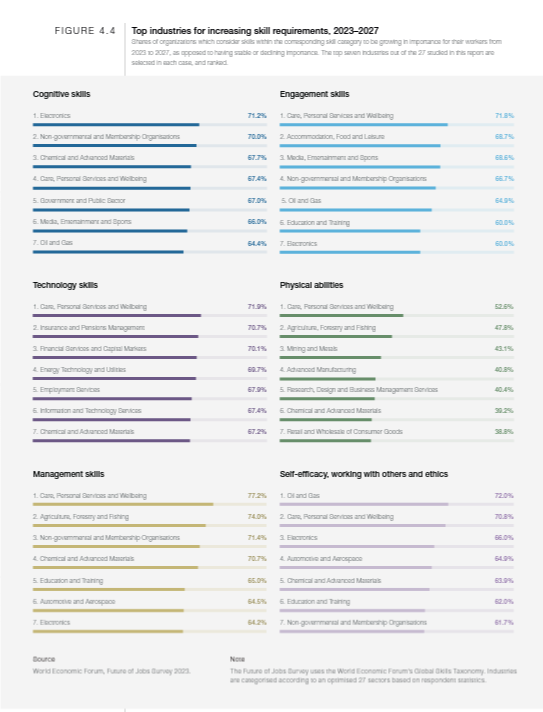 FIGURE 4.4
Top industries for increasing skill requirements, 2023–2027
Shares of organizations which consider skills within the corresponding skill category to be growing in importance for their workers from
2023 to 2027, as opposed to having stable or declining importance. The top seven industries out of the 27 studied in this report are
selected in each case, and ranked.
Cognitive skills
1. Electronics 71.2%
2. Non-governmental and Membership Organisations 70.0%
3. Chemical and Advanced Materials 67.7%
4. Care, Personal Services and Wellbeing 67.4%
5. Government and Public Sector 67.0%
6. Media, Entertainment and Sports 66.0%
7. Oil and Gas 64.4%
Engagement skills
1. Care, Personal Services and Wellbeing 71.8%
2. Accommodation, Food and Leisure 68.7%
3. Media, Entertainment and Sports 68.6%
4. Non-governmental and Membership Organisations 66.7%
5. Oil and Gas 64.9%
6. Education and Training 60.0%
7. Electronics 60.0%
Technology skills
1. Care, Personal Services and Wellbeing 71.9%
2. Insurance and Pensions Management 70.7%
3. Financial Services and Capital Markets 70.1%
4. Energy Technology and Utilities 69.7%
5. Employment Services 67.9%
6. Information and Technology Services 67.4%
7. Chemical and Advanced Materials 67.2%
Physical abilities
1. Care, Personal Services and Wellbeing 52.6%
2. Agriculture, Forestry and Fishing 47.8%
3. Mining and Metals 43.1%
4. Advanced Manufacturing 40.8%
5. Research, Design and Business Management Services 40.4%
6. Chemical and Advanced Materials 39.2%
7. Retail and Wholesale of Consumer Goods 38.8%
Management skills
1. Care, Personal Services and Wellbeing 77.2%
2. Agriculture, Forestry and Fishing 74.0%
3. Non-governmental and Membership Organisations 71.4%
4. Chemical and Advanced Materials 70.7%
5. Education and Training 65.0%
6. Automotive and Aerospace 64.5%
7. Electronics 64.2%
Self-efficacy, working with others and ethics
1. Oil and Gas 72.0%
2. Care, Personal Services and Wellbeing 70.8%
3. Electronics 66.0%
4. Automotive and Aerospace 64.9%
5. Chemical and Advanced Materials 63.9%
6. Education and Training 62.0%
7. Non-governmental and Membership Organisations 61.7%
Source
World Economic Forum, Future of Jobs Survey 2023.
Note
The Future of Jobs Survey uses the World Economic Forum's Global Skills Taxonomy. Industries
are categorised according to an optimised 27 sectors based on respondent statistics.